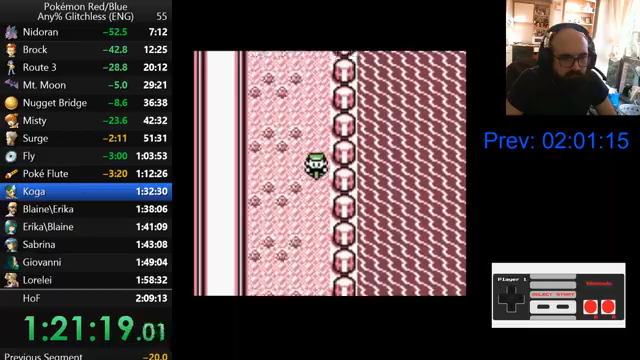 Pokémon Red/Blue
Any% Glitchless (ENG) 55
Nidoran −52.5 7:12
Brock −42.8 12:25
Route 3 −28.8 20:12
Mt. Moon −5.0 29:21
Nugget Bridge −8.6 36:38
Misty −23.6 42:32
Surge −2:11 51:31
Fly −3:00 1:03:53
Poké Flute −3:20 1:12:26
Koga 1:32:30
Blaine\Erika 1:38:06
Erika\Blaine 1:41:09
Sabrina 1:43:08
Giovanni 1:49:04
Lorelei 1:58:32
HoF 2:09:13
1:21:19.01
Previous Segment −20.0
Prev: 02:01:15
Player 1
Nintendo
SELECT START